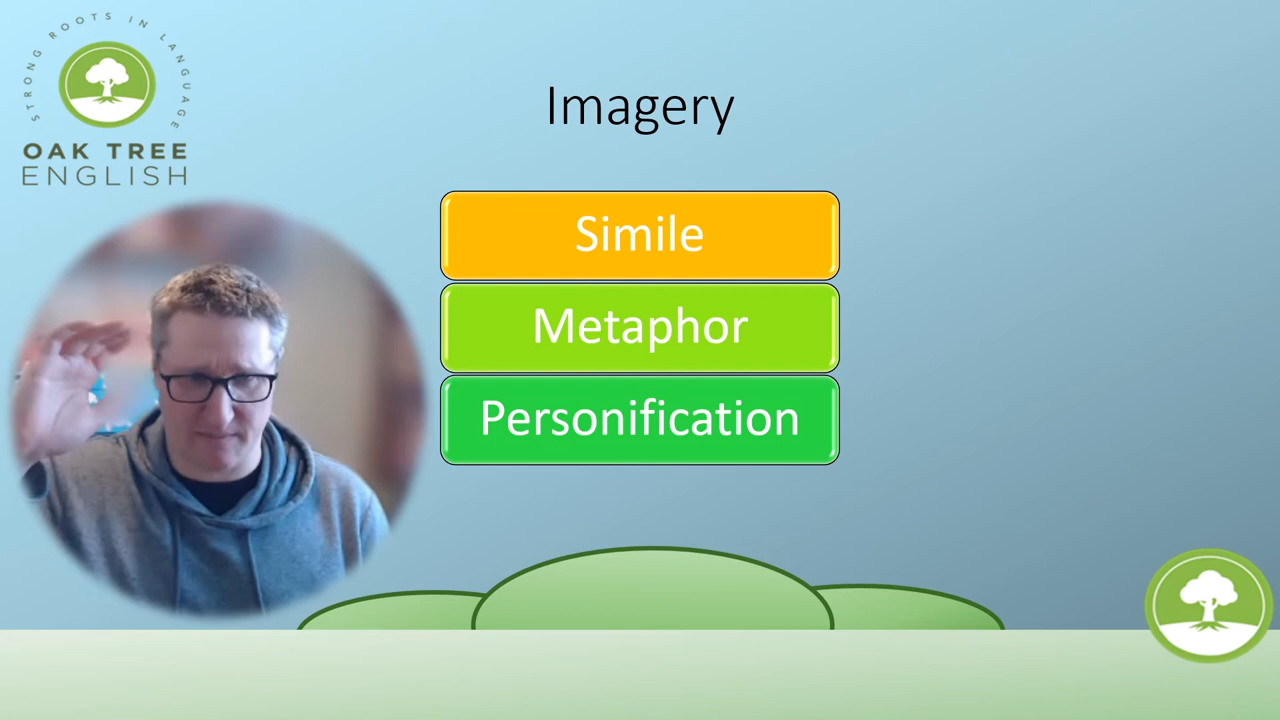 STRONG ROOTS IN LANGUAGE
OAK TREE
ENGLISH
Imagery
Simile
Metaphor
Personification